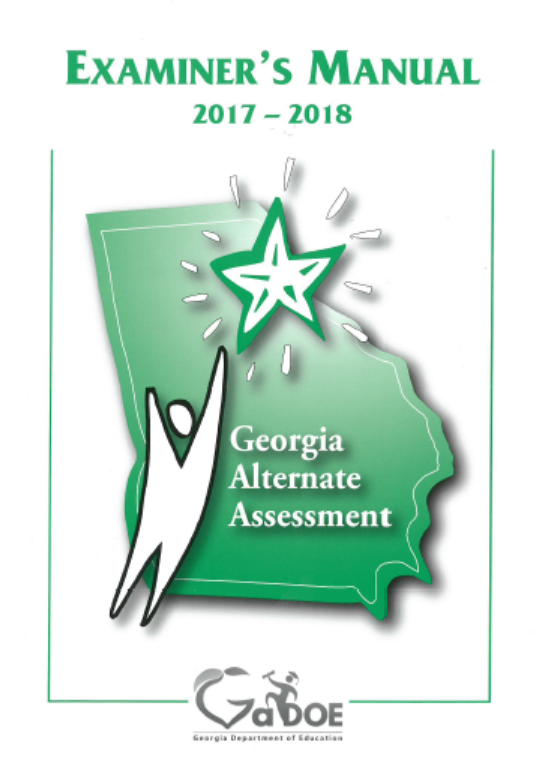 EXAMINER'S MANUAL
2017 – 2018
Georgia
Alternate
Assessment
GaDOE
Georgia Department of Education